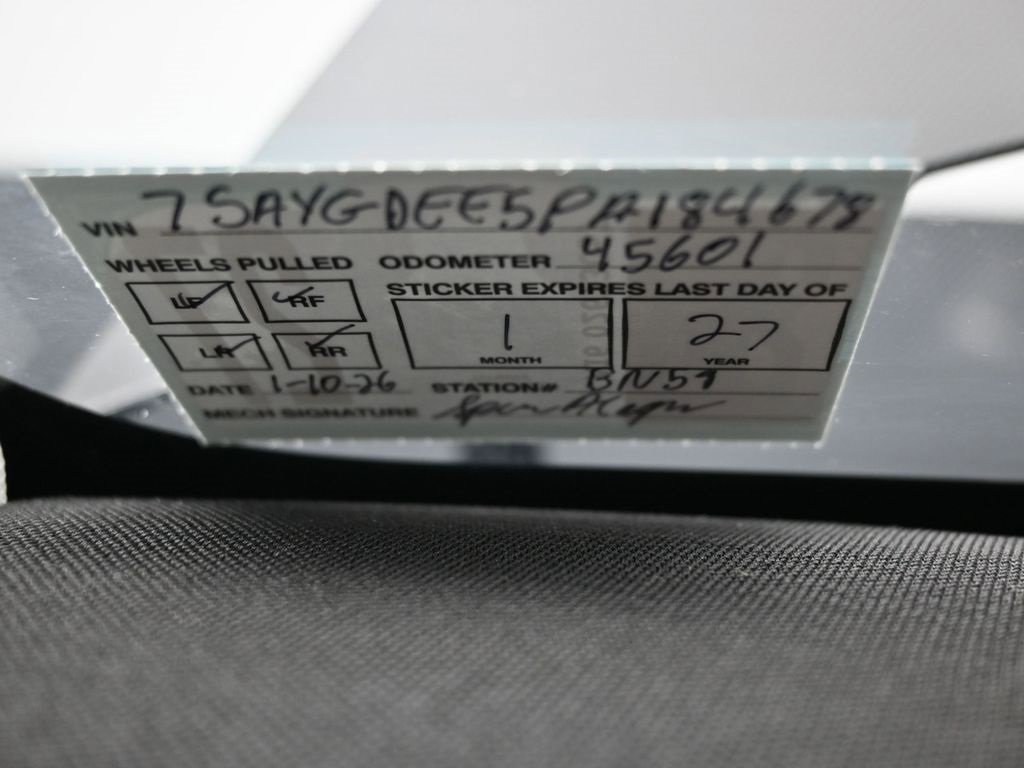 VIN 7SAYGDEE5PA184678
WHEELS PULLED ODOMETER 45601
LF RF STICKER EXPIRES LAST DAY OF
LR RR 1 27
MONTH YEAR
DATE 1-10-26 STATION# BN59
MECH SIGNATURE